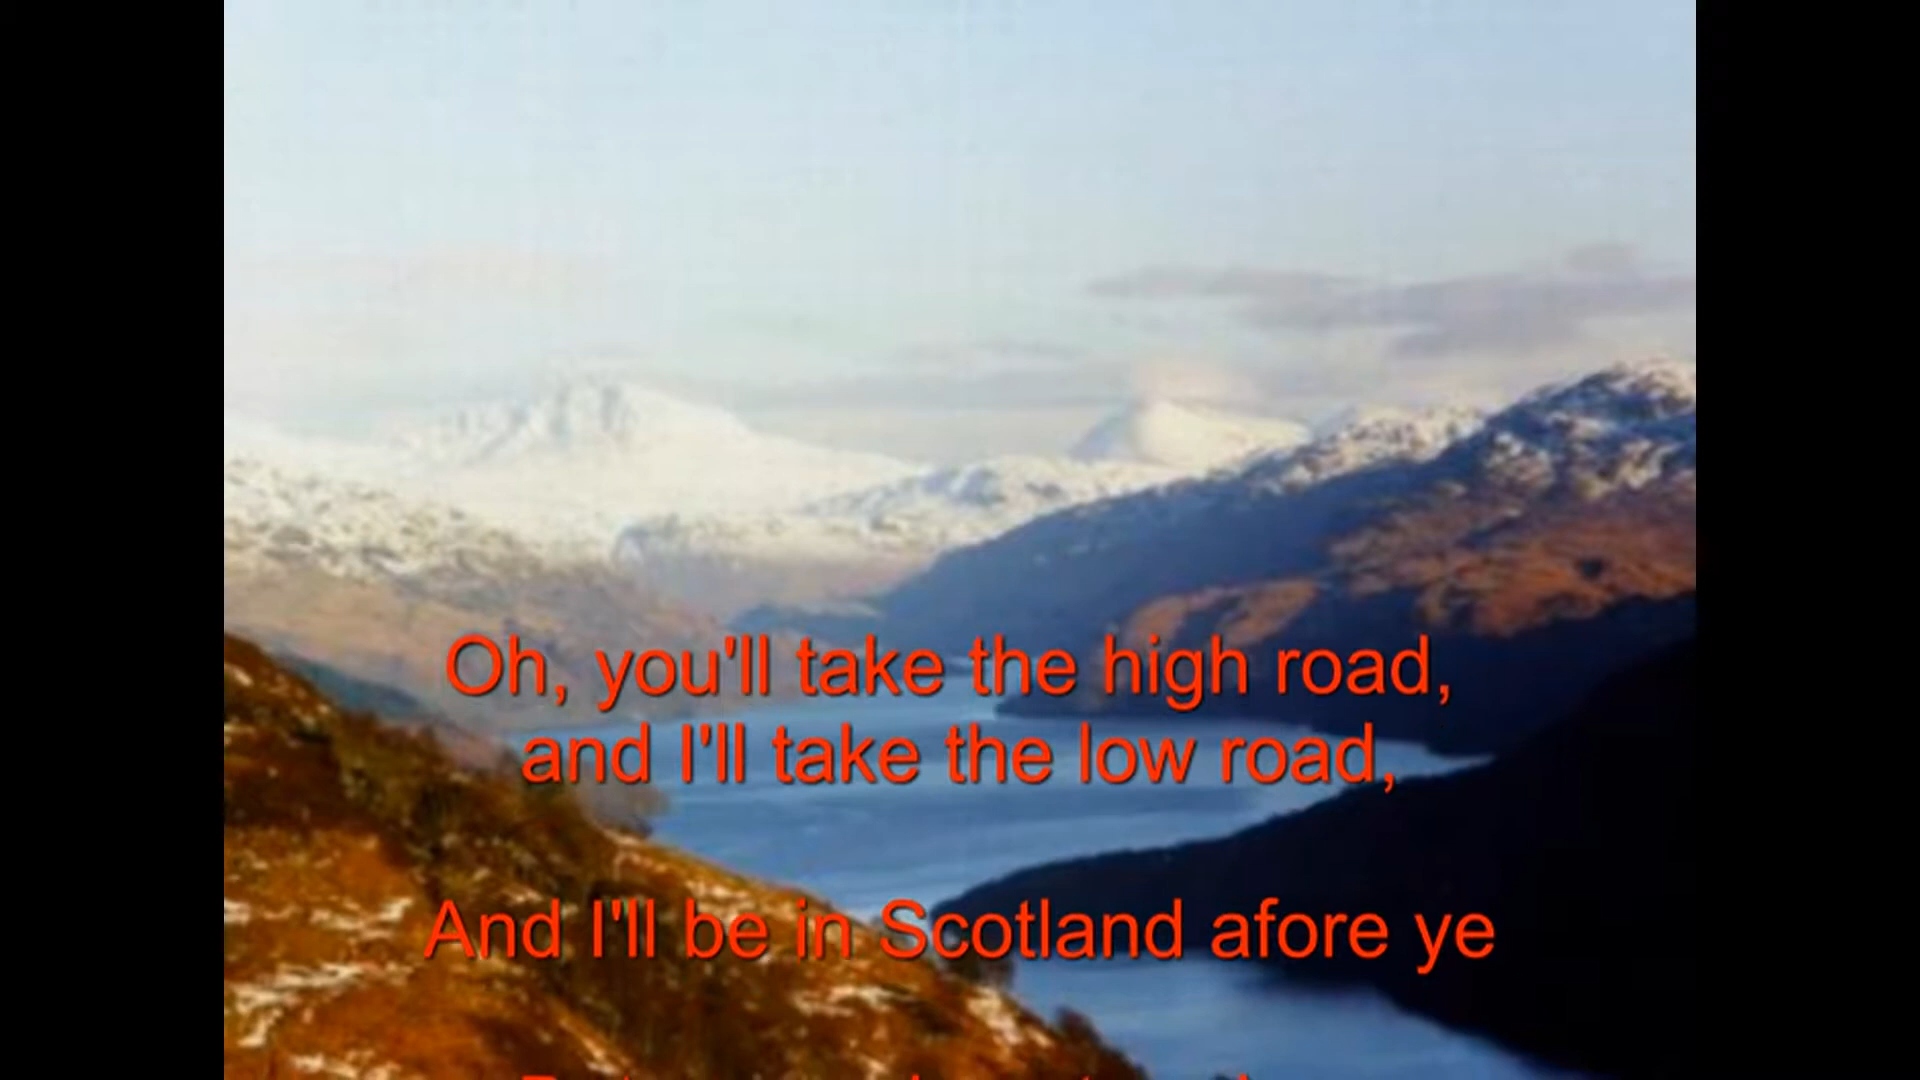 Oh, you'll take the high road,
and I'll take the low road,
And I'll be in Scotland afore ye